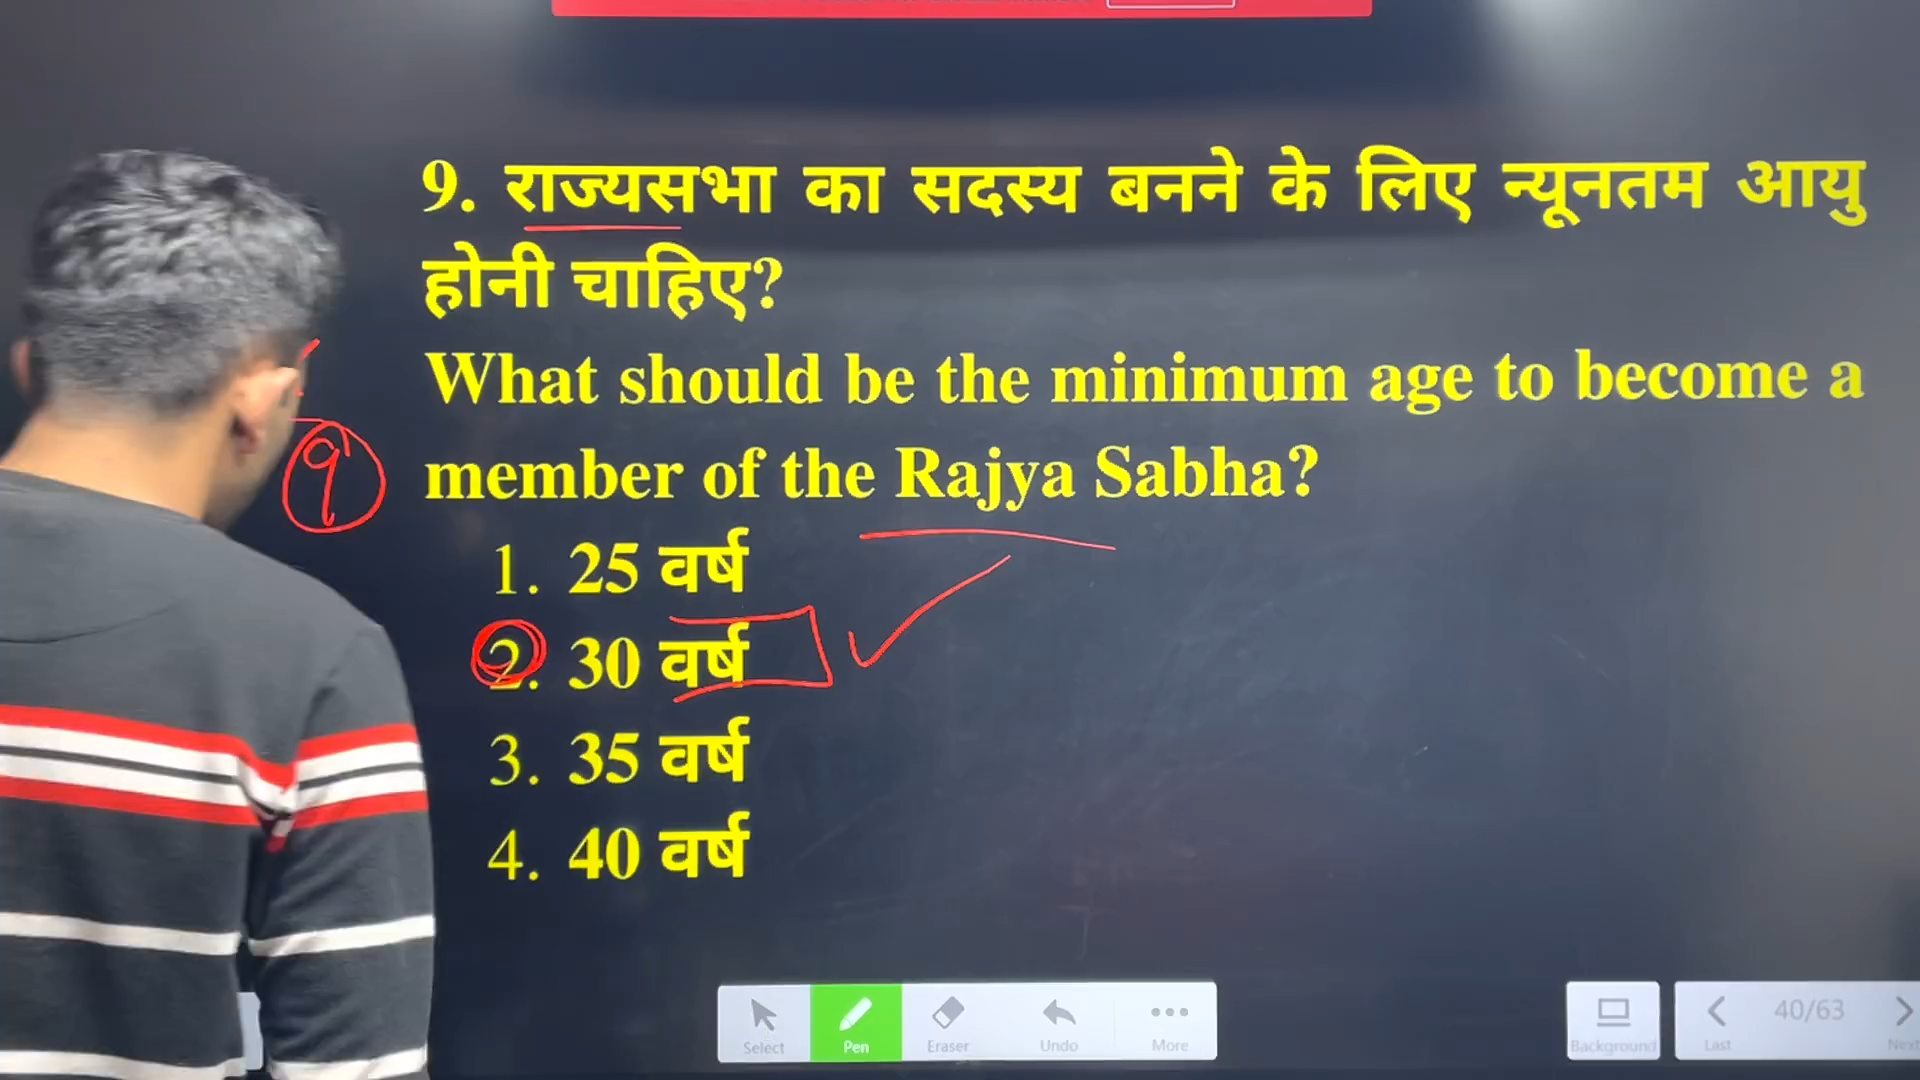 9. राज्यसभा का सदस्य बनने के लिए न्यूनतम आयु
होनी चाहिए?
What should be the minimum age to become a
member of the Rajya Sabha?
9
1. 25 वर्ष
2. 30 वर्ष
3. 35 वर्ष
4. 40 वर्ष
Select Pen Eraser Undo More Background Last 40/63 Next